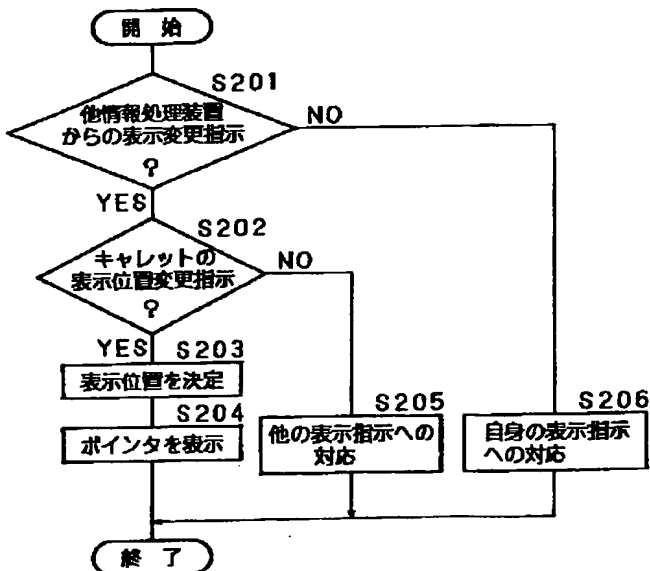 開 始
S201
他情報処理装置
からの表示変更指示
?
NO
YES
S202
キャレットの
表示位置変更指示
?
NO
YES
S203
表示位置を決定
S204
ポインタを表示
S205
他の表示指示への
対応
S206
自身の表示指示
への対応
終 了